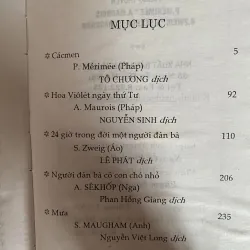 MỤC LỤC
✡ Cácmen 5
P. Mérimée (Pháp)
TÔ CHƯƠNG dịch
✡ Hoa Violét ngày thứ Tư 92
A. Maurois (Pháp)
NGUYỄN SINH dịch
✡ 24 giờ trong đời một người đàn bà 110
S. Zweig (Áo)
LÊ PHÁT dịch
✡ Người đàn bà có con chó nhỏ 206
A. SÊKHỐP (Nga)
Phan Hồng Giang dịch
✡ Mưa 235
S. MAUGHAM (Anh)
Nguyễn Việt Long dịch